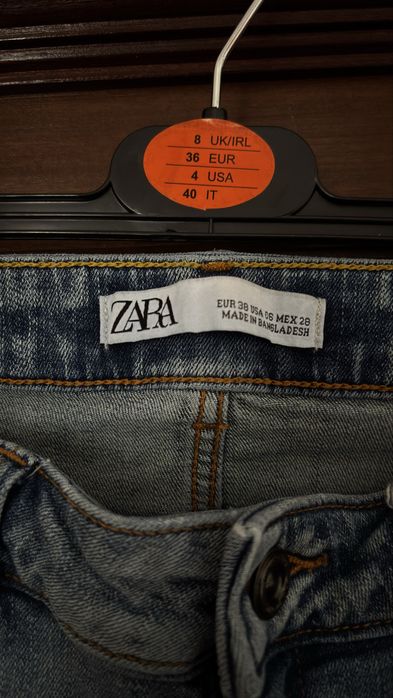 8 UK/IRL
36 EUR
4 USA
40 IT
ZARA
EUR 38 USA 06 MEX 28
MADE IN BANGLADESH